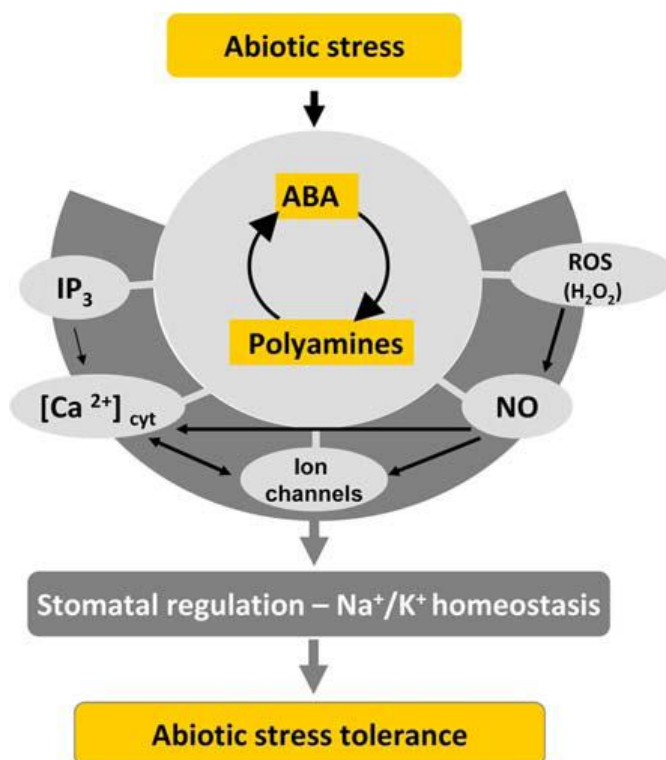 Abiotic stress
ABA
IP₃
ROS
(H₂O₂)
Polyamines
[Ca ²⁺] cyt
NO
Ion
channels
Stomatal regulation – Na⁺/K⁺ homeostasis
Abiotic stress tolerance